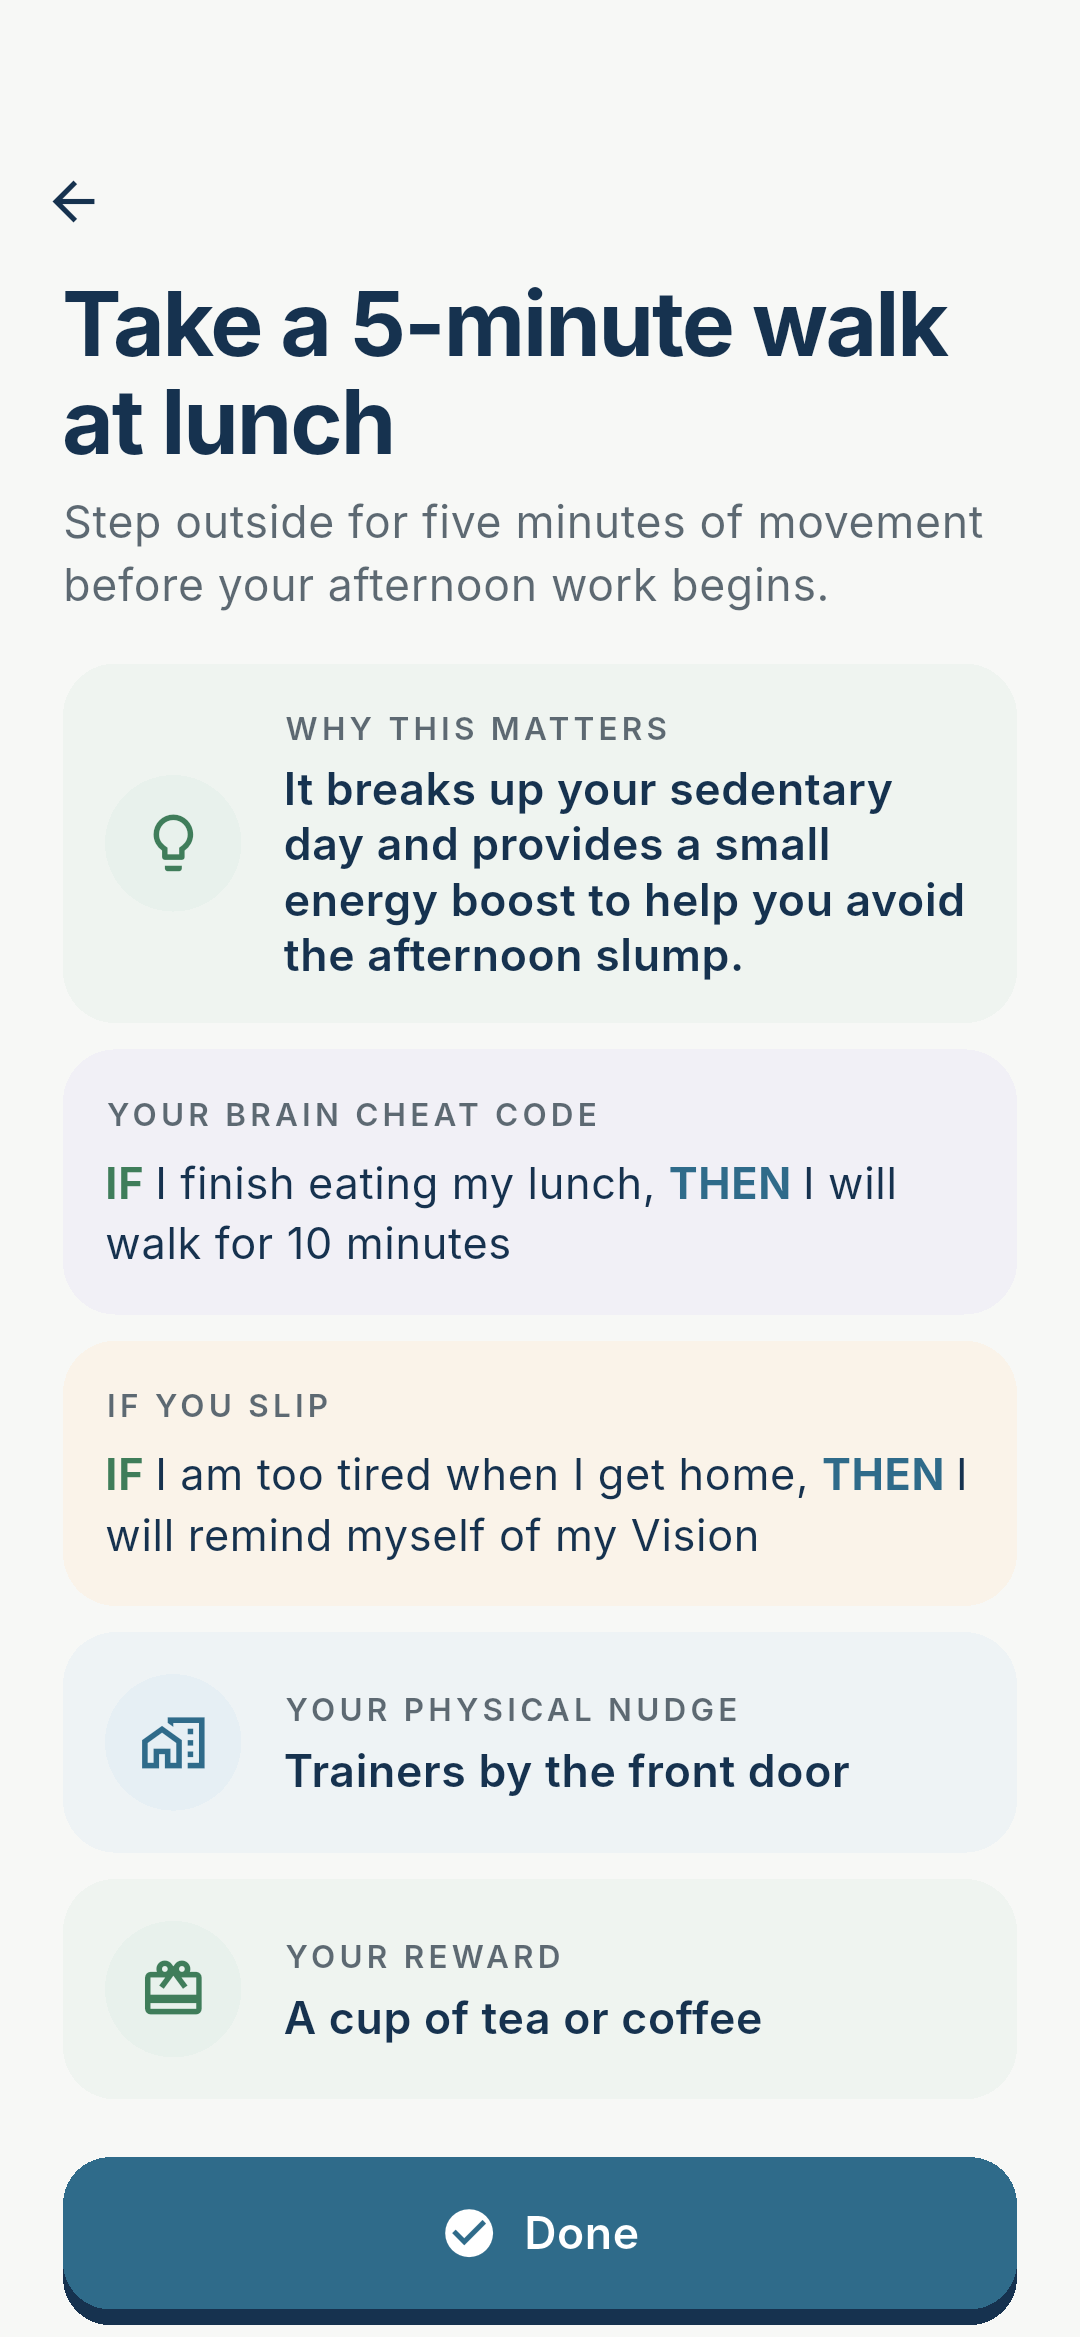 Take a 5-minute walk
at lunch
Step outside for five minutes of movement
before your afternoon work begins.
WHY THIS MATTERS
It breaks up your sedentary
day and provides a small
energy boost to help you avoid
the afternoon slump.
YOUR BRAIN CHEAT CODE
IF I finish eating my lunch, THEN I will
walk for 10 minutes
IF YOU SLIP
IF I am too tired when I get home, THEN I
will remind myself of my Vision
YOUR PHYSICAL NUDGE
Trainers by the front door
YOUR REWARD
A cup of tea or coffee
Done